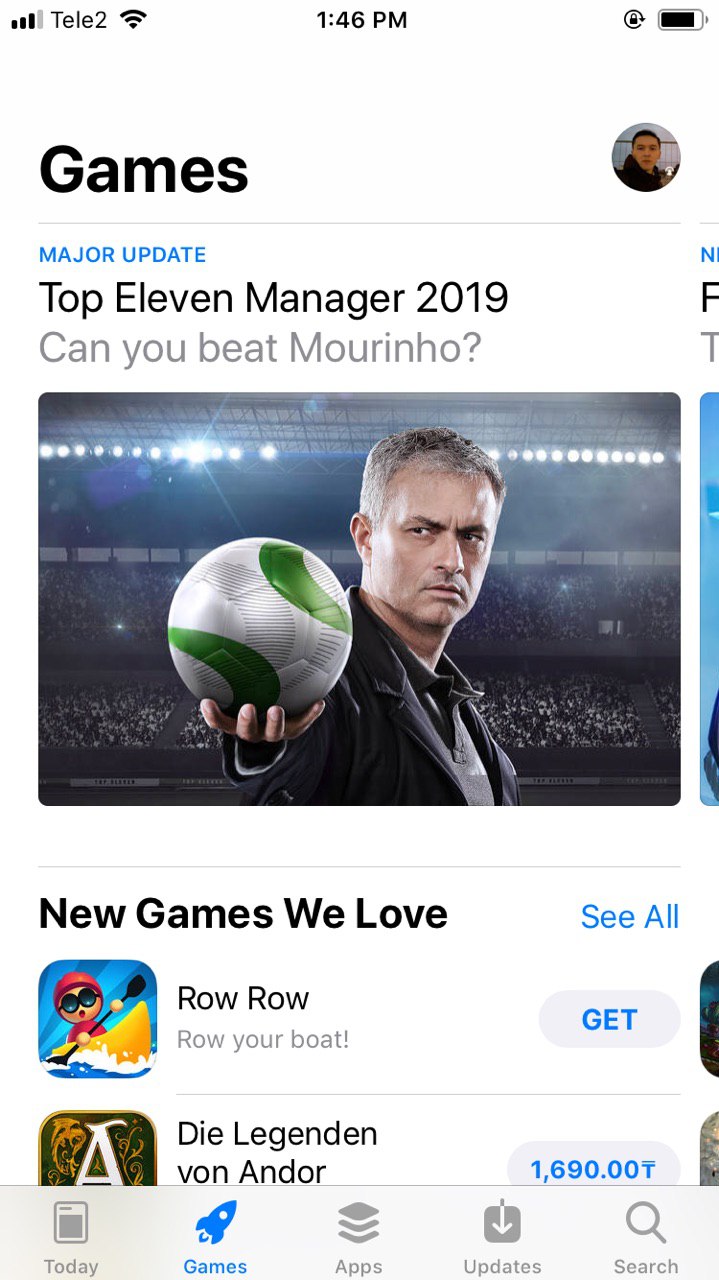 Tele2
1:46 PM
Games
MAJOR UPDATE
Top Eleven Manager 2019
Can you beat Mourinho?
N
F
T
TOP ELEVEN
TOP ELEVEN
New Games We Love
See All
Row Row
Row your boat!
GET
A
Die Legenden
von Andor
1,690.00₸
Today
Games
Apps
Updates
Search